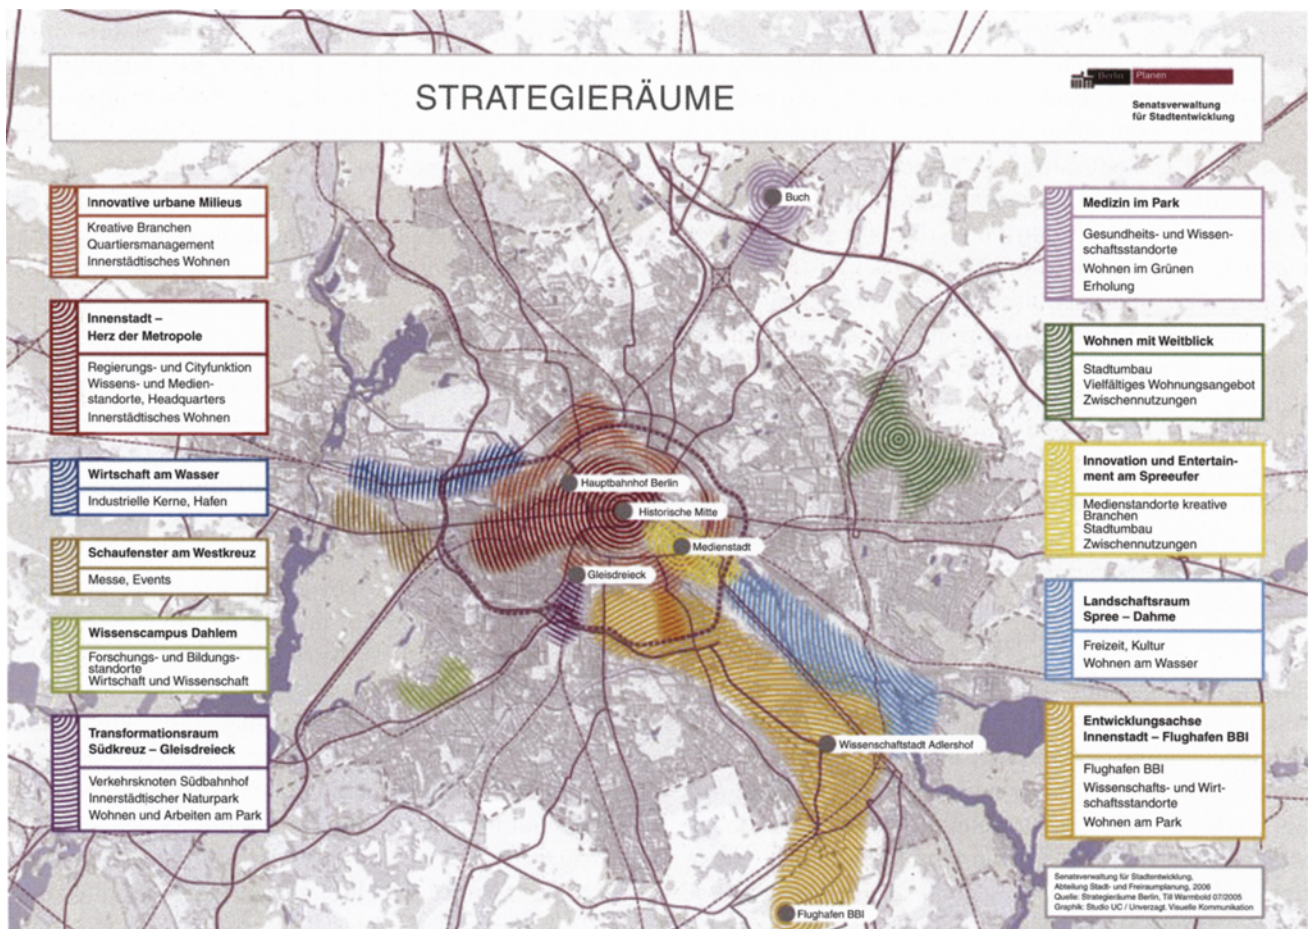 STRATEGIERÄUME
Berlin Planen
Senatsverwaltung
für Stadtentwicklung
Innovative urbane Milieus
Kreative Branchen
Quartiersmanagement
Innerstädtisches Wohnen
Innenstadt –
Herz der Metropole
Regierungs- und Cityfunktion
Wissens- und Medien-
standorte, Headquarters
Innerstädtisches Wohnen
Wirtschaft am Wasser
Industrielle Kerne, Hafen
Schaufenster am Westkreuz
Messe, Events
Wissenscampus Dahlem
Forschungs- und Bildungs-
standorte
Wirtschaft und Wissenschaft
Transformationsraum
Südkreuz – Gleisdreieck
Verkehrsknoten Südbahnhof
Innerstädtischer Naturpark
Wohnen und Arbeiten am Park
Buch
Hauptbahnhof Berlin
Historische Mitte
Medienstadt
Gleisdreieck
Wissenschaftstadt Adlershof
Flughafen BBI
Medizin im Park
Gesundheits- und Wissen-
schaftsstandorte
Wohnen im Grünen
Erholung
Wohnen mit Weitblick
Stadtumbau
Vielfältiges Wohnungsangebot
Zwischennutzungen
Innovation und Entertain-
ment am Spreeufer
Medienstandorte kreative
Branchen
Stadtumbau
Zwischennutzungen
Landschaftsraum
Spree – Dahme
Freizeit, Kultur
Wohnen am Wasser
Entwicklungsachse
Innenstadt – Flughafen BBI
Flughafen BBI
Wissenschafts- und Wirt-
schaftsstandorte
Wohnen am Park
Senatsverwaltung für Stadtentwicklung,
Abteilung Stadt- und Freiraumplanung, 2006
Quelle: Strategieräume Berlin, Till Warmbold 07/2005
Graphik: Studio UC / Unverzagt. Visuelle Kommunikation